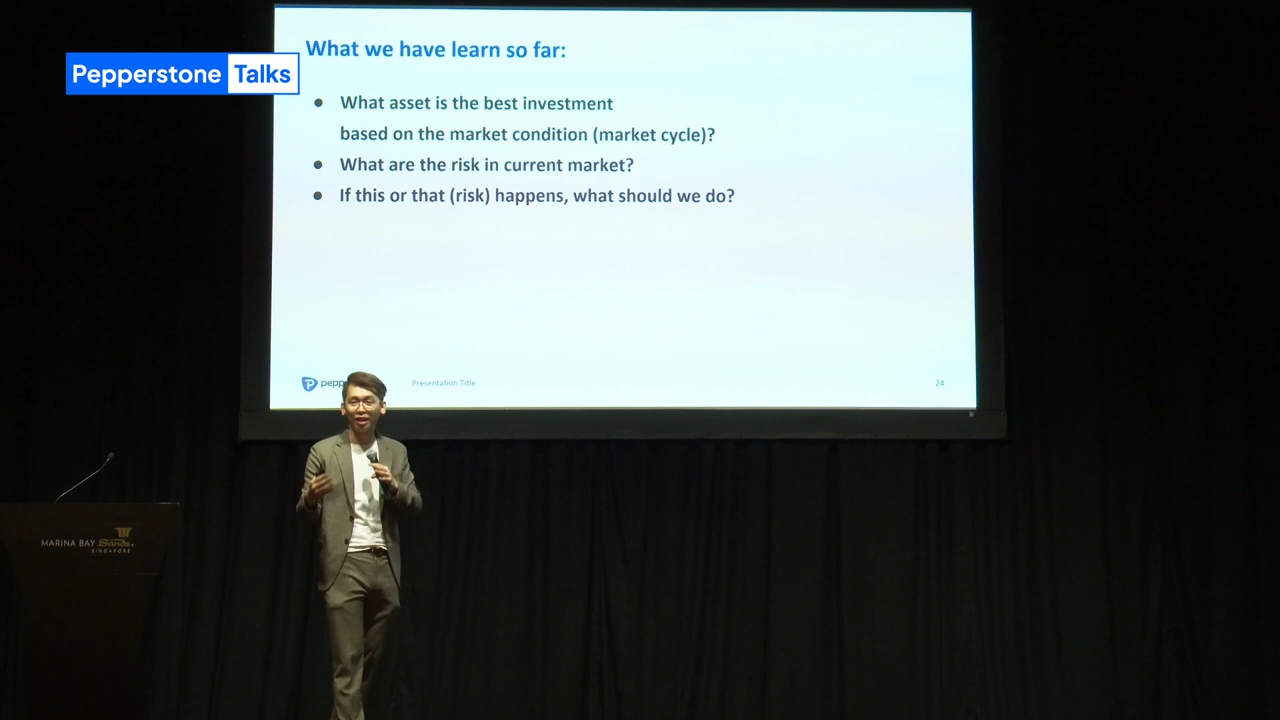 Pepperstone Talks
What we have learn so far:
● What asset is the best investment
based on the market condition (market cycle)?
● What are the risk in current market?
● If this or that (risk) happens, what should we do?
pepp
Presentation Title
24
MARINA BAY Sands.
SINGAPORE